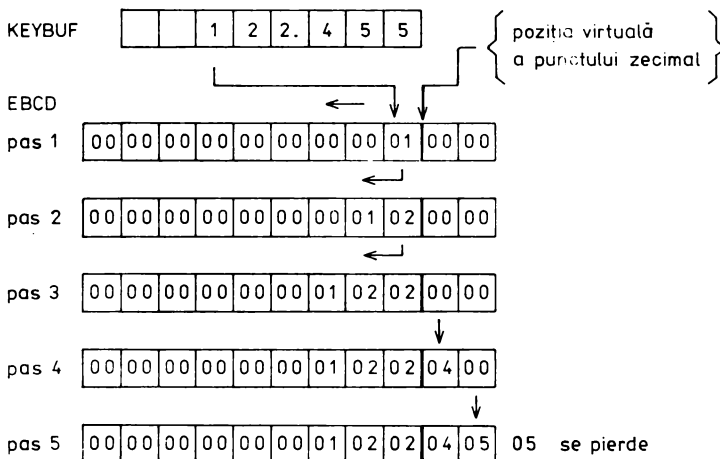 KEYBUF 1 2 2. 4 5 5
poziția virtuală
a punctului zecimal
EBCD
pas 1 00 00 00 00 00 00 00 00 01 00 00
pas 2 00 00 00 00 00 00 00 01 02 00 00
pas 3 00 00 00 00 00 00 01 02 02 00 00
pas 4 00 00 00 00 00 00 01 02 02 04 00
pas 5 00 00 00 00 00 00 01 02 02 04 05 05 se pierde